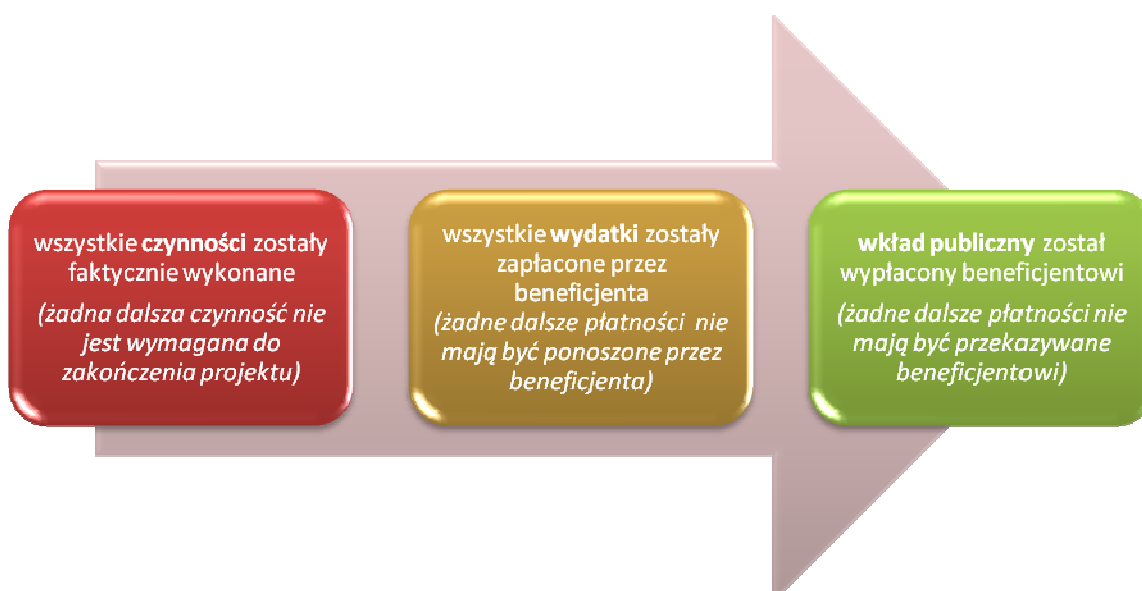 wszystkie czynności zostały
faktycznie wykonane
(żadna dalsza czynność nie
jest wymagana do
zakończenia projektu)
wszystkie wydatki zostały
zapłacone przez
beneficjenta
(żadne dalsze płatności nie
mają być ponoszone przez
beneficjenta)
wkład publiczny został
wypłacony beneficjentowi
(żadne dalsze płatności nie
mają być przekazywane
beneficjentowi)